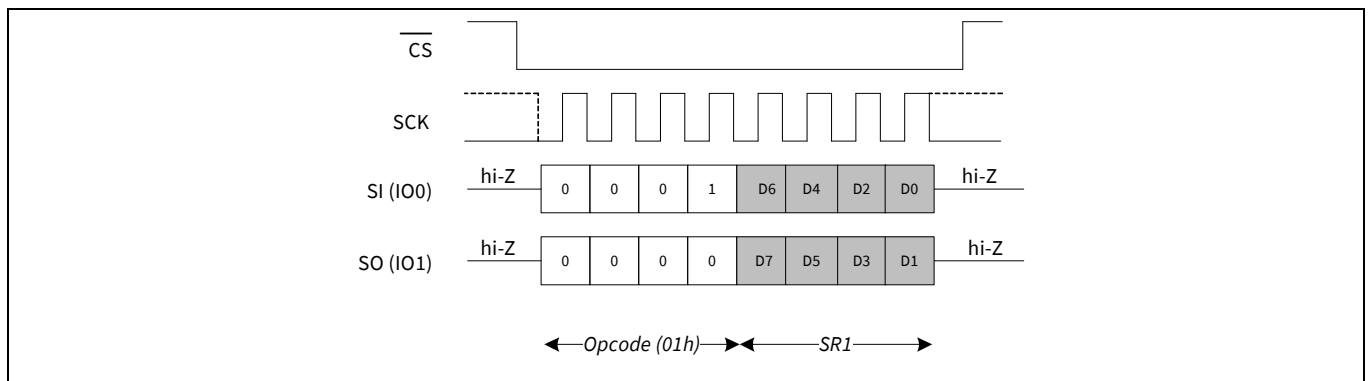 CS
SCK
hi-Z 0 0 0 1 D6 D4 D2 D0 hi-Z
SI (IO0)
hi-Z 0 0 0 0 D7 D5 D3 D1 hi-Z
SO (IO1)
Opcode (01h) SR1